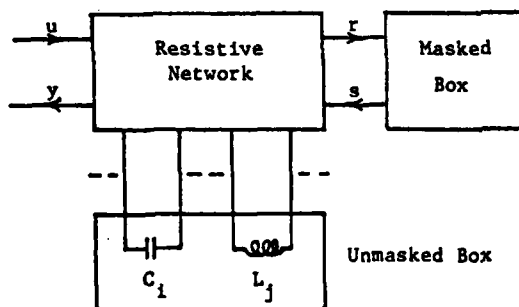 u
Resistive
Network
r
Masked
Box
y
s
C_i
L_j
Unmasked Box